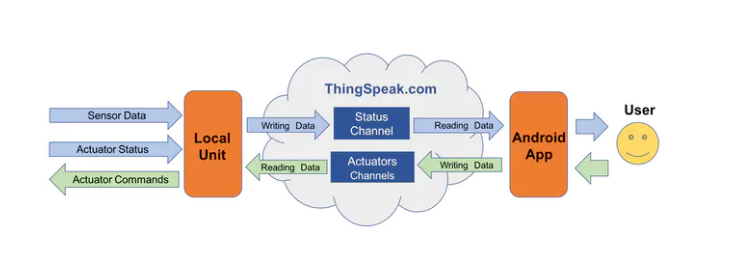 ThingSpeak.com
User
Sensor Data
Actuator Status
Actuator Commands
Local
Unit
Writing Data
Status
Channel
Reading Data
Reading Data
Actuators
Channels
Writing Data
Android
App